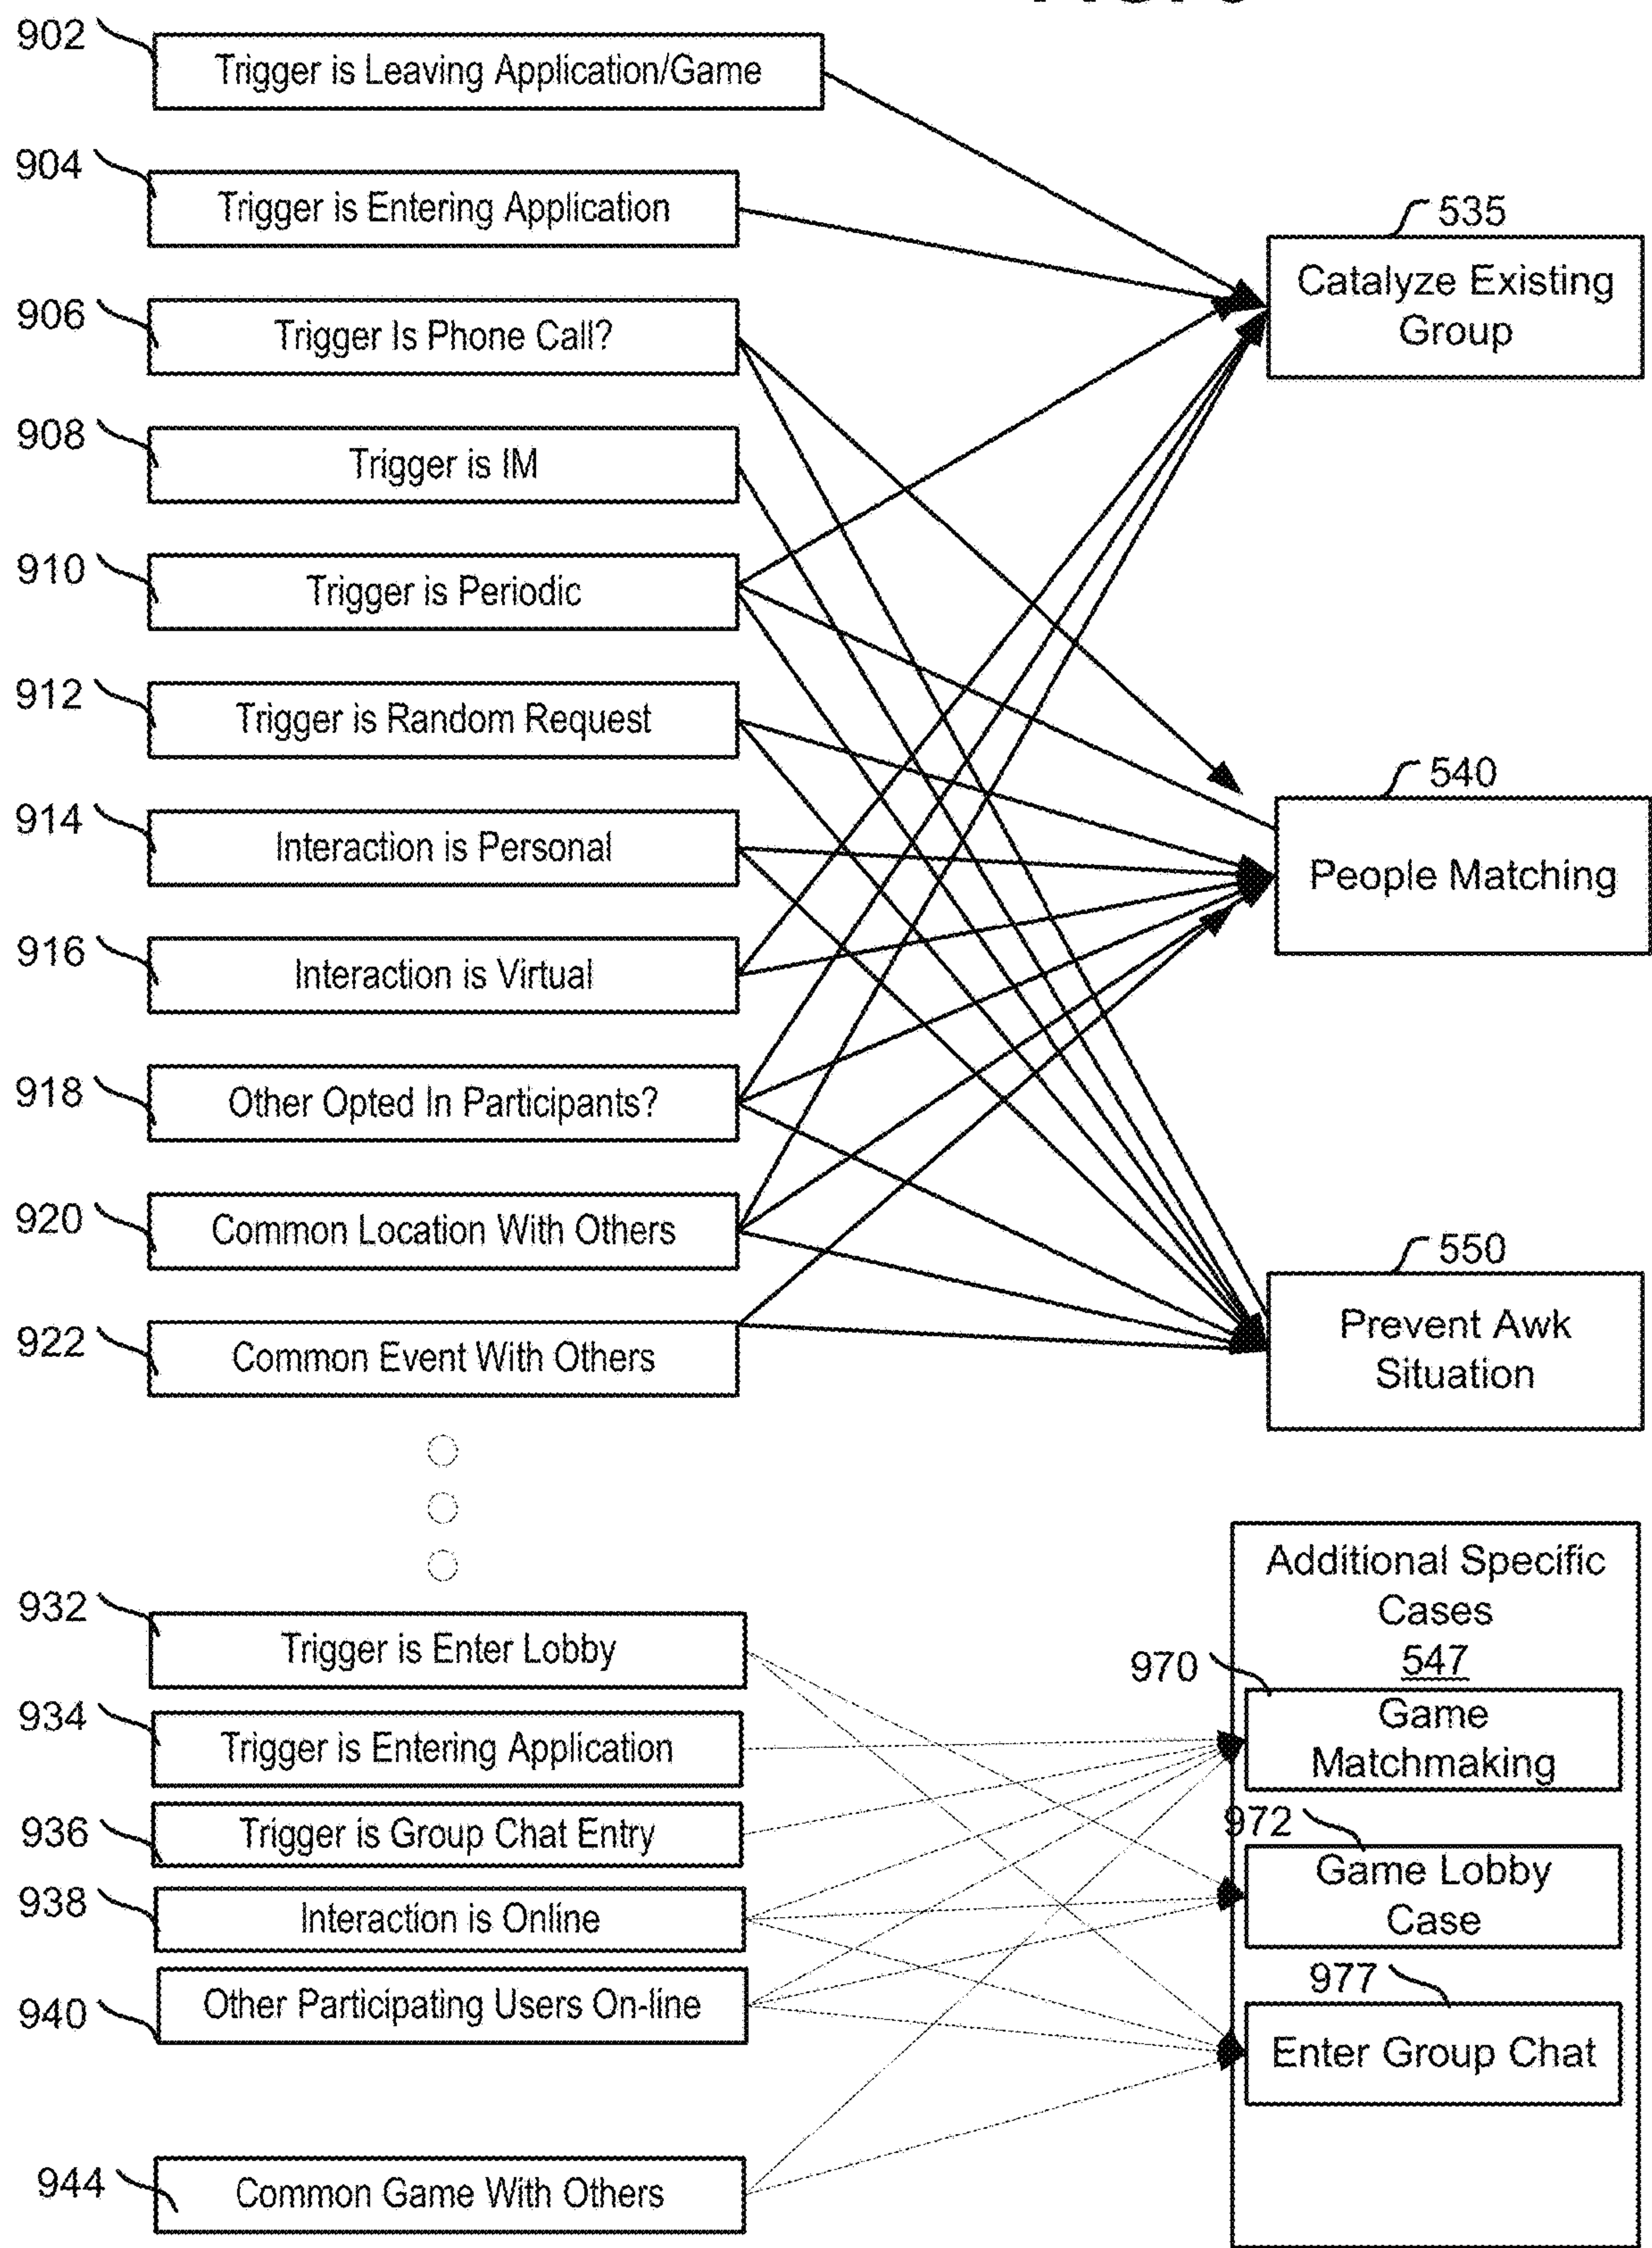 902
Trigger is Leaving Application/Game
904
Trigger is Entering Application
535
Catalyze Existing
Group
906
Trigger Is Phone Call?
908
Trigger is IM
910
Trigger is Periodic
912
Trigger is Random Request
540
People Matching
914
Interaction is Personal
916
Interaction is Virtual
918
Other Opted In Participants?
920
Common Location With Others
550
Prevent Awk
Situation
922
Common Event With Others
Additional Specific
Cases
547
932
Trigger is Enter Lobby
970
Game
Matchmaking
934
Trigger is Entering Application
936
Trigger is Group Chat Entry
972
Game Lobby
Case
938
Interaction is Online
940
Other Participating Users On-line
977
Enter Group Chat
944
Common Game With Others